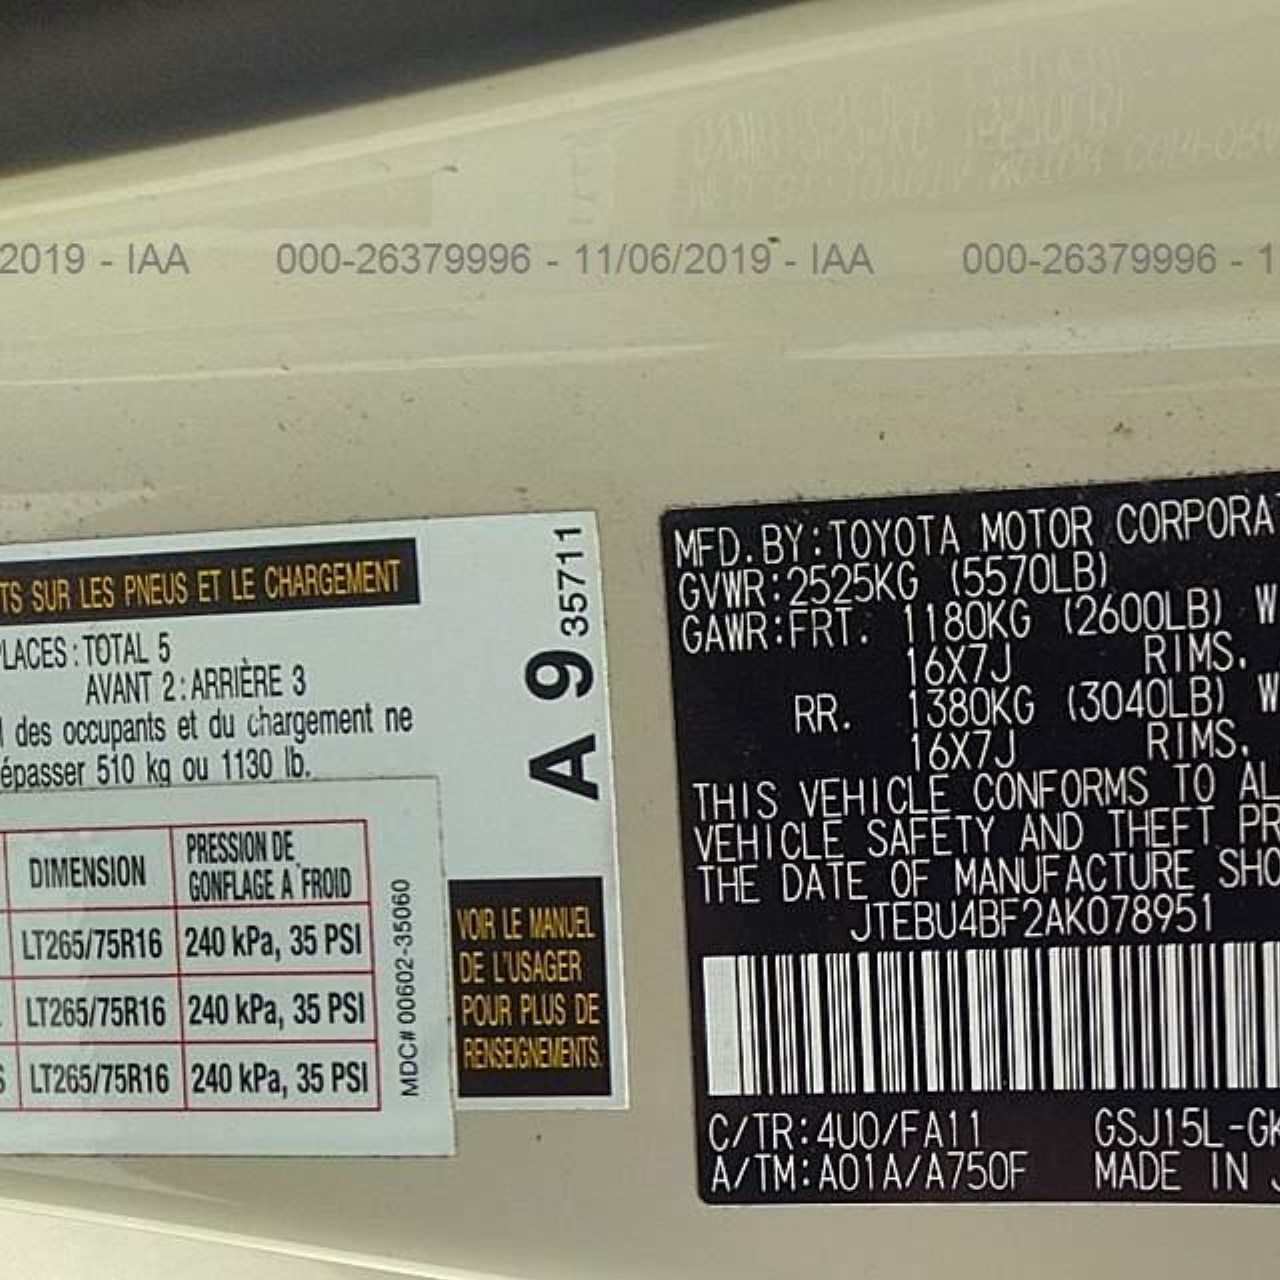 2019 - IAA 000-26379996 - 11/06/2019 - IAA 000-26379996 - 1
TS SUR LES PNEUS ET LE CHARGEMENT
PLACES : TOTAL 5
AVANT 2 : ARRIÈRE 3
des occupants et du chargement ne
épasser 510 kg ou 1130 lb.
DIMENSION PRESSION DE GONFLAGE A FROID
LT265/75R16 240 kPa, 35 PSI
LT265/75R16 240 kPa, 35 PSI
S LT265/75R16 240 kPa, 35 PSI
MDC# 00602-35060
A 9 35711
VOIR LE MANUEL
DE L'USAGER
POUR PLUS DE
RENSEIGNEMENTS.
MFD.BY:TOYOTA MOTOR CORPORAT
GVWR:2525KG (5570LB)
GAWR:FRT. 1180KG (2600LB) W
16X7J RIMS.
RR. 1380KG (3040LB) W
16X7J RIMS.
THIS VEHICLE CONFORMS TO AL
VEHICLE SAFETY AND THEFT PR
THE DATE OF MANUFACTURE SHO
JTEBU4BF2AK078951
C/TR:4U0/FA11 GSJ15L-GK
A/TM:A01A/A750F MADE IN J